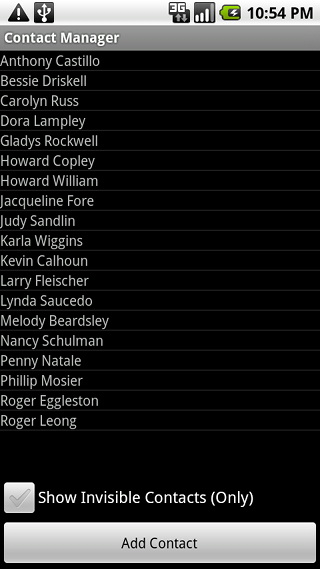 3G 10:54 PM
Contact Manager
Anthony Castillo
Bessie Driskell
Carolyn Russ
Dora Lampley
Gladys Rockwell
Howard Copley
Howard William
Jacqueline Fore
Judy Sandlin
Karla Wiggins
Kevin Calhoun
Larry Fleischer
Lynda Saucedo
Melody Beardsley
Nancy Schulman
Penny Natale
Phillip Mosier
Roger Eggleston
Roger Leong
Show Invisible Contacts (Only)
Add Contact